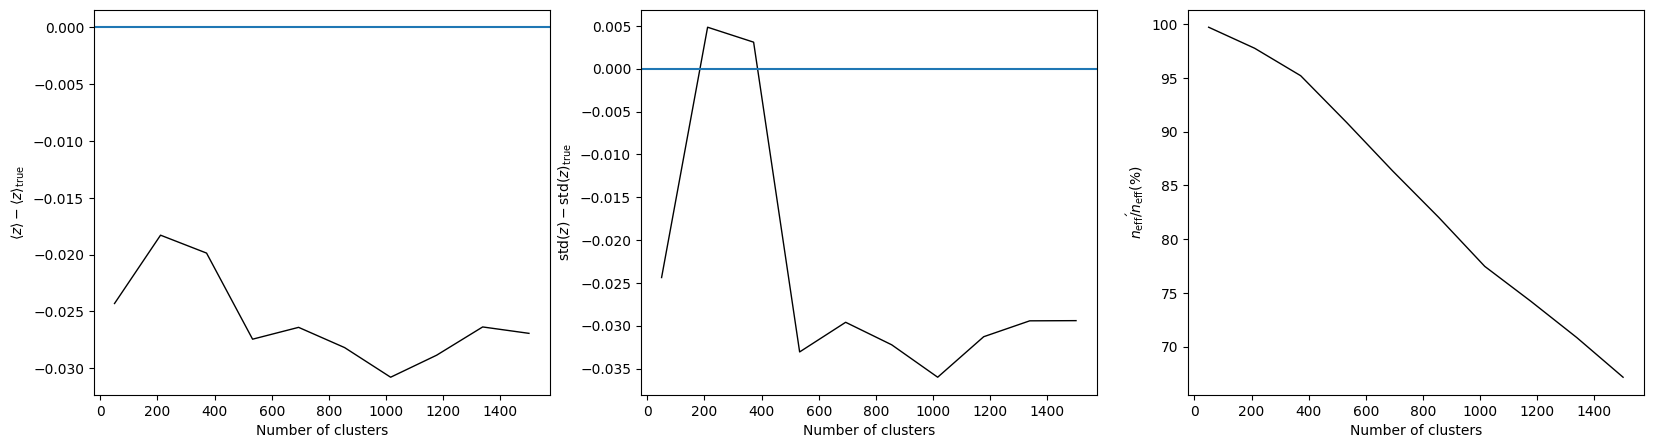 0.000
−0.005
−0.010
−0.015
−0.020
−0.025
−0.030
⟨z⟩ − ⟨z⟩true
0 200 400 600 800 1000 1200 1400
Number of clusters
0.005
0.000
−0.005
−0.010
−0.015
−0.020
−0.025
−0.030
−0.035
std(z) − std(z)true
0 200 400 600 800 1000 1200 1400
Number of clusters
100
95
90
85
80
75
70
n′eff/neff(%)
0 200 400 600 800 1000 1200 1400
Number of clusters